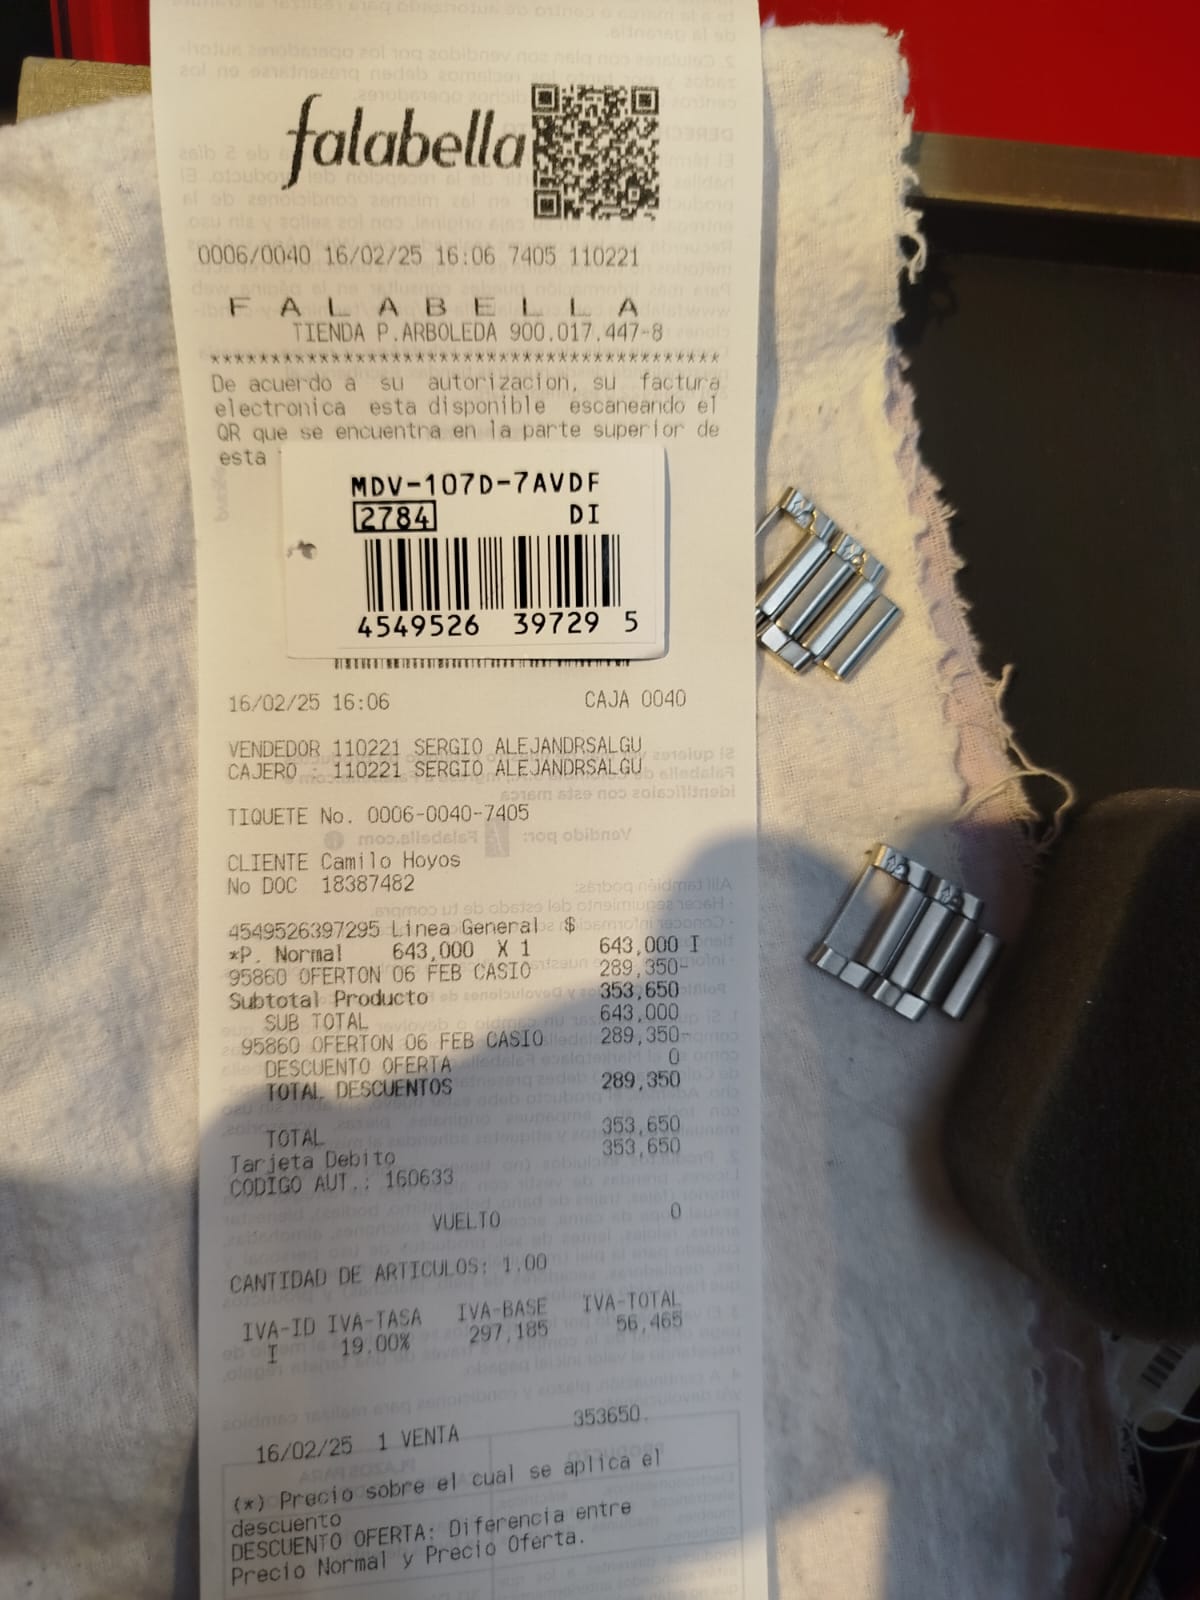 falabella
0006/0040 16/02/25 16:06 7405 110221
F A L A B E L L A
TIENDA P.ARBOLEDA 900.017.447-8
******************************************
De acuerdo a su autorizacion, su factura
electronica esta disponible escaneando el
QR que se encuentra en la parte superior de
esta
MDV-107D-7AVDF
2784 DI
4549526 39729 5
16/02/25 16:06 CAJA 0040
VENDEDOR 110221 SERGIO ALEJANDRSALGU
CAJERO : 110221 SERGIO ALEJANDRSALGU
TIQUETE No. 0006-0040-7405
CLIENTE Camilo Hoyos
No DOC 18387482
4549526397295 Linea General $
*P. Normal 643,000 X 1 643,000 I
95860 OFERTON 06 FEB CASIO 289,350-
Subtotal Producto 353,650
SUB TOTAL 643,000
95860 OFERTON 06 FEB CASIO 289,350-
DESCUENTO OFERTA 0
TOTAL DESCUENTOS 289,350
TOTAL 353,650
Tarjeta Debito 353,650
CODIGO AUT.: 160633
VUELTO 0
CANTIDAD DE ARTICULOS: 1.00
IVA-ID IVA-TASA IVA-BASE IVA-TOTAL
I 19.00% 297,185 56,465
16/02/25 1 VENTA 353650.
(*) Precio sobre el cual se aplica el
descuento
DESCUENTO OFERTA: Diferencia entre
Precio Normal y Precio Oferta.